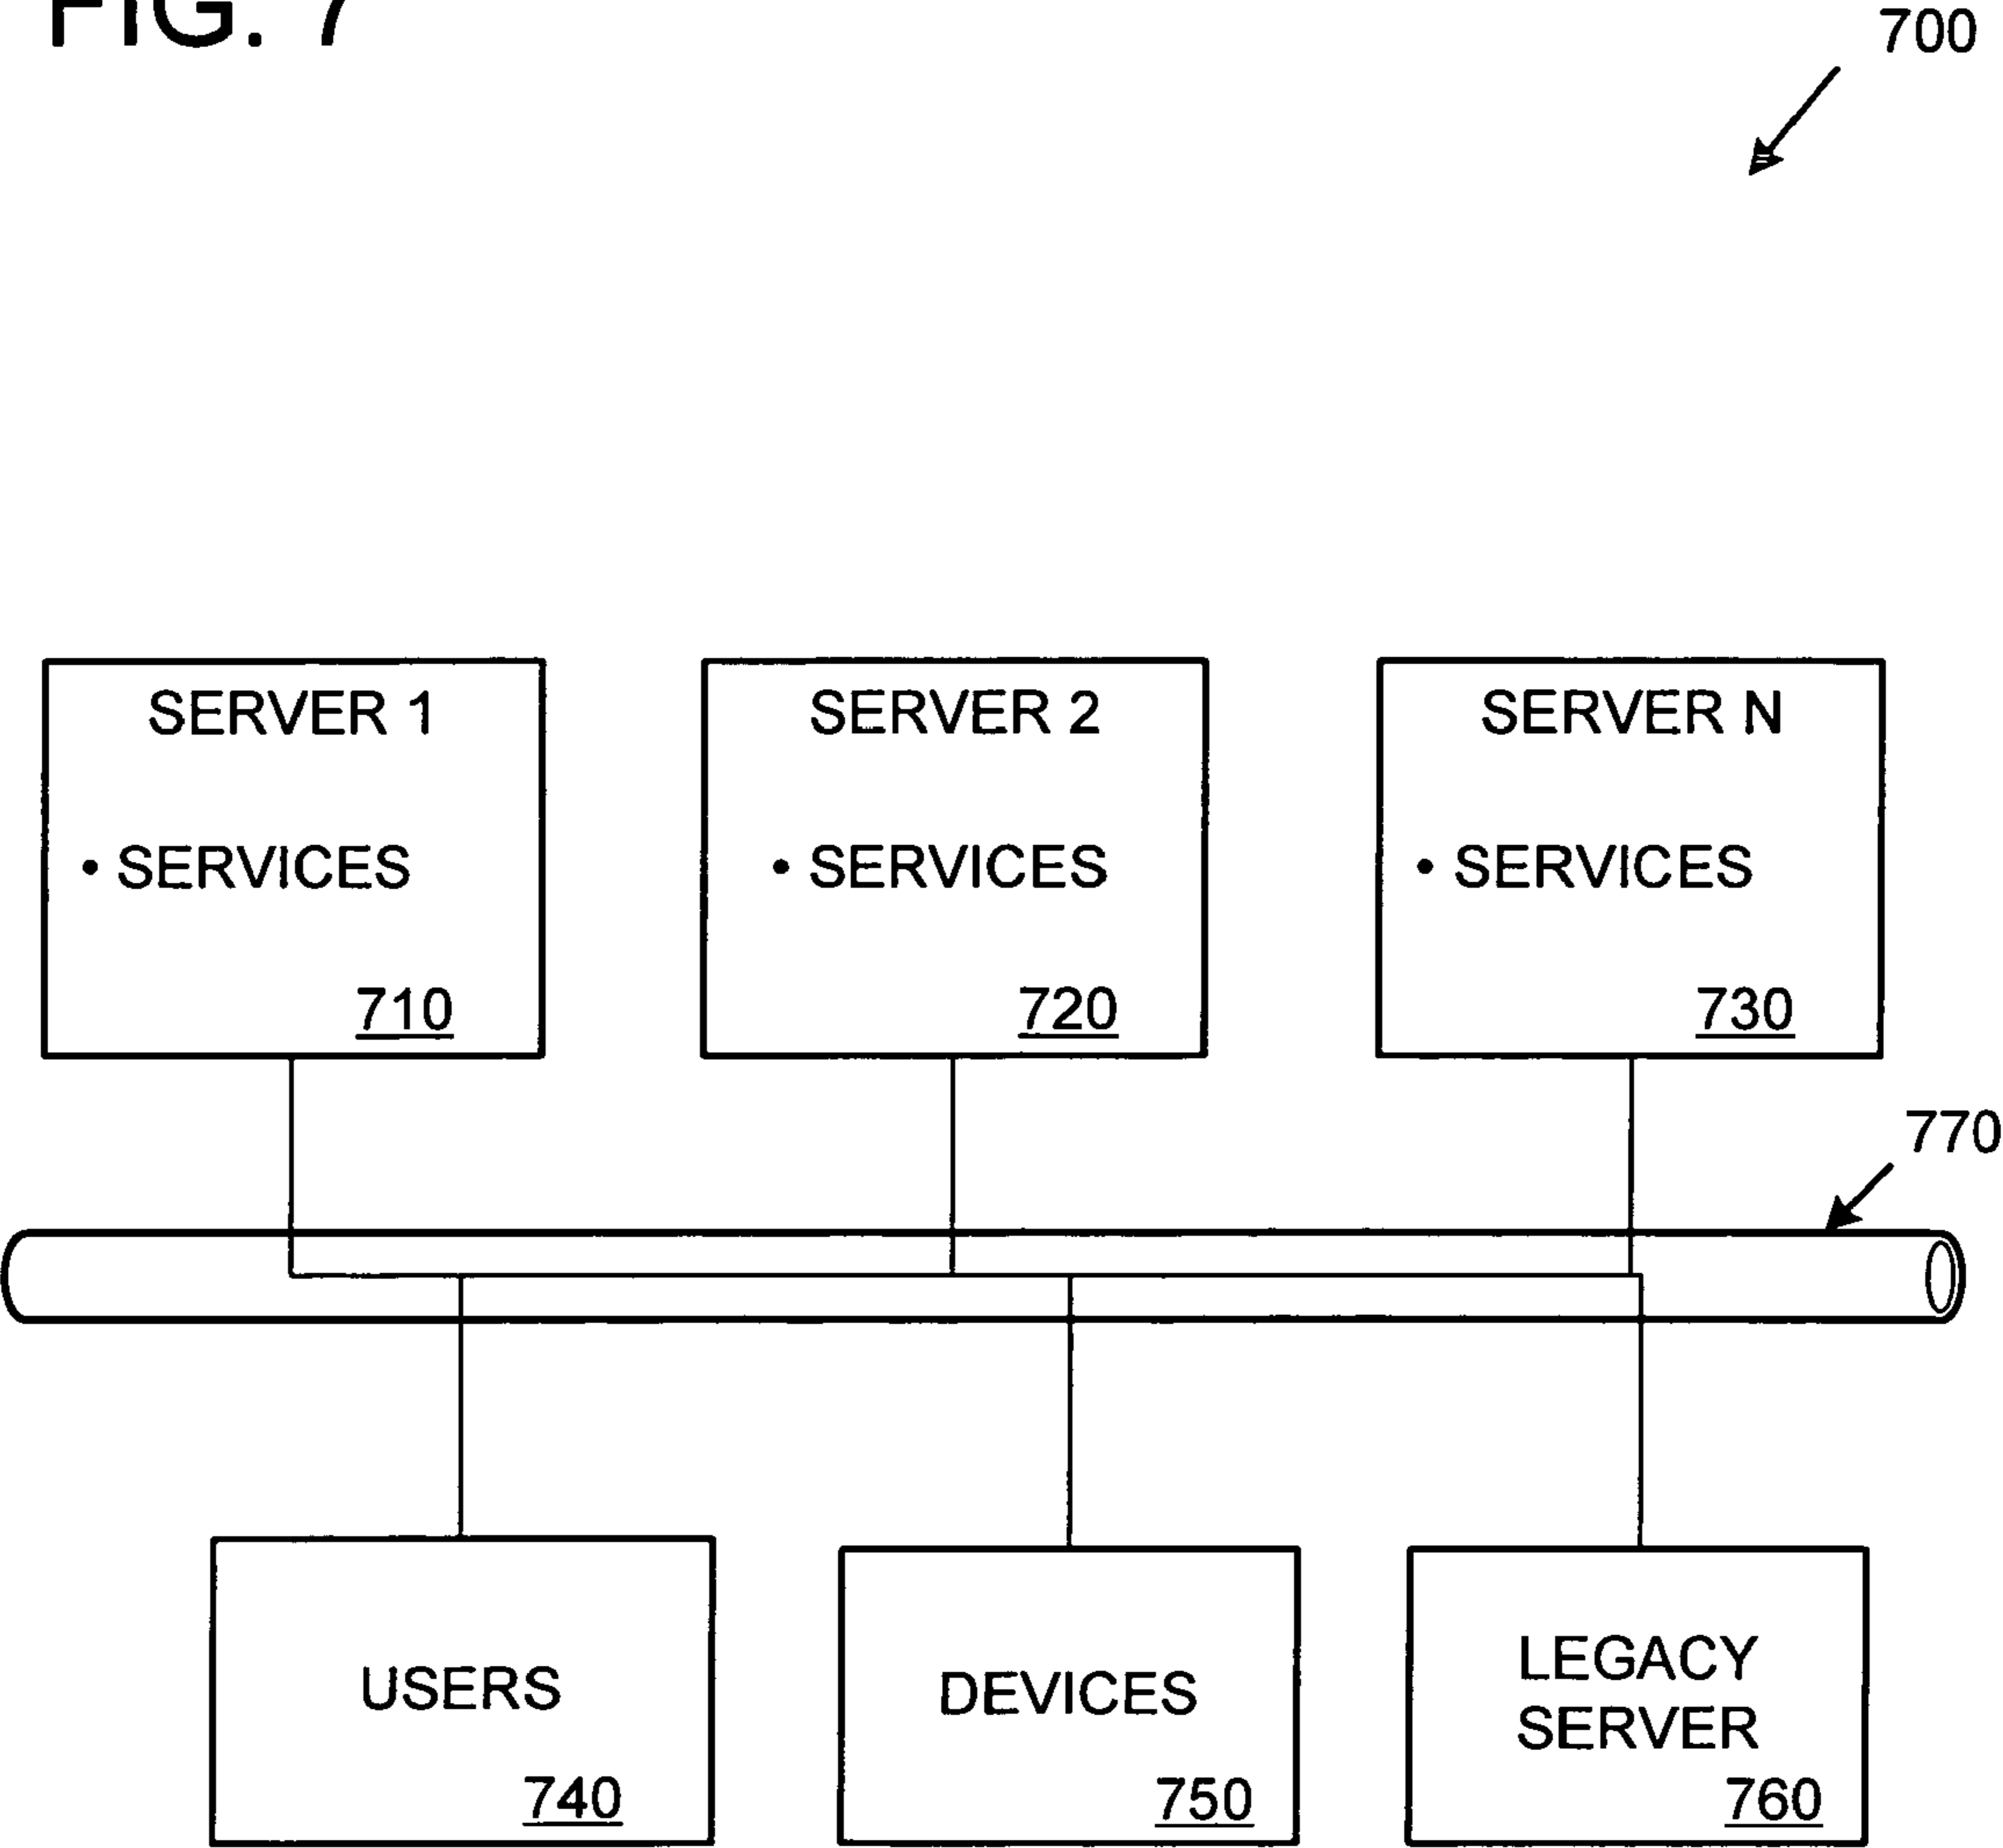 FIG. 7
700
SERVER 1
• SERVICES
710
SERVER 2
• SERVICES
720
SERVER N
• SERVICES
730
770
USERS
740
DEVICES
750
LEGACY
SERVER
760